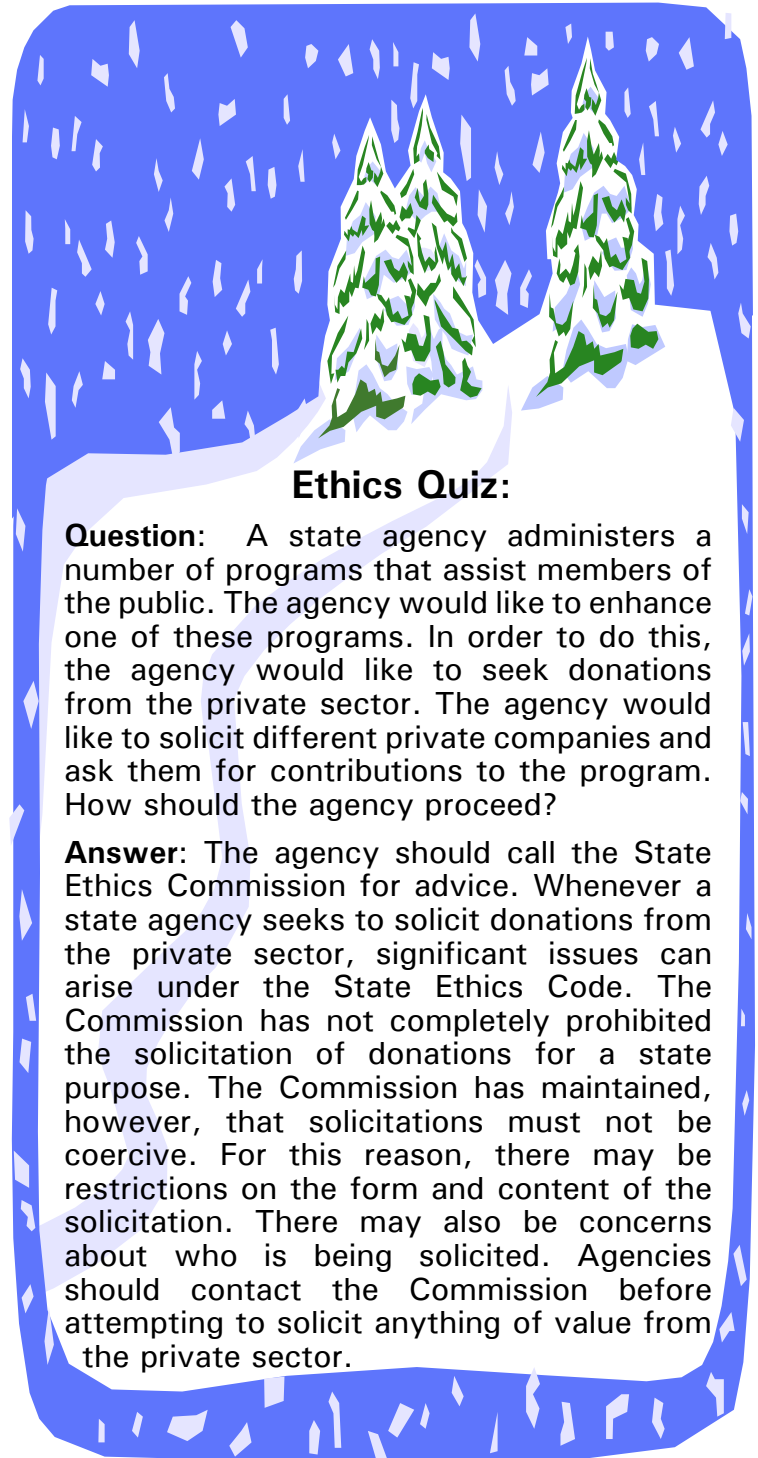 Ethics Quiz:
Question: A state agency administers a
number of programs that assist members of
the public. The agency would like to enhance
one of these programs. In order to do this,
the agency would like to seek donations
from the private sector. The agency would
like to solicit different private companies and
ask them for contributions to the program.
How should the agency proceed?
Answer: The agency should call the State
Ethics Commission for advice. Whenever a
state agency seeks to solicit donations from
the private sector, significant issues can
arise under the State Ethics Code. The
Commission has not completely prohibited
the solicitation of donations for a state
purpose. The Commission has maintained,
however, that solicitations must not be
coercive. For this reason, there may be
restrictions on the form and content of the
solicitation. There may also be concerns
about who is being solicited. Agencies
should contact the Commission before
attempting to solicit anything of value from
the private sector.